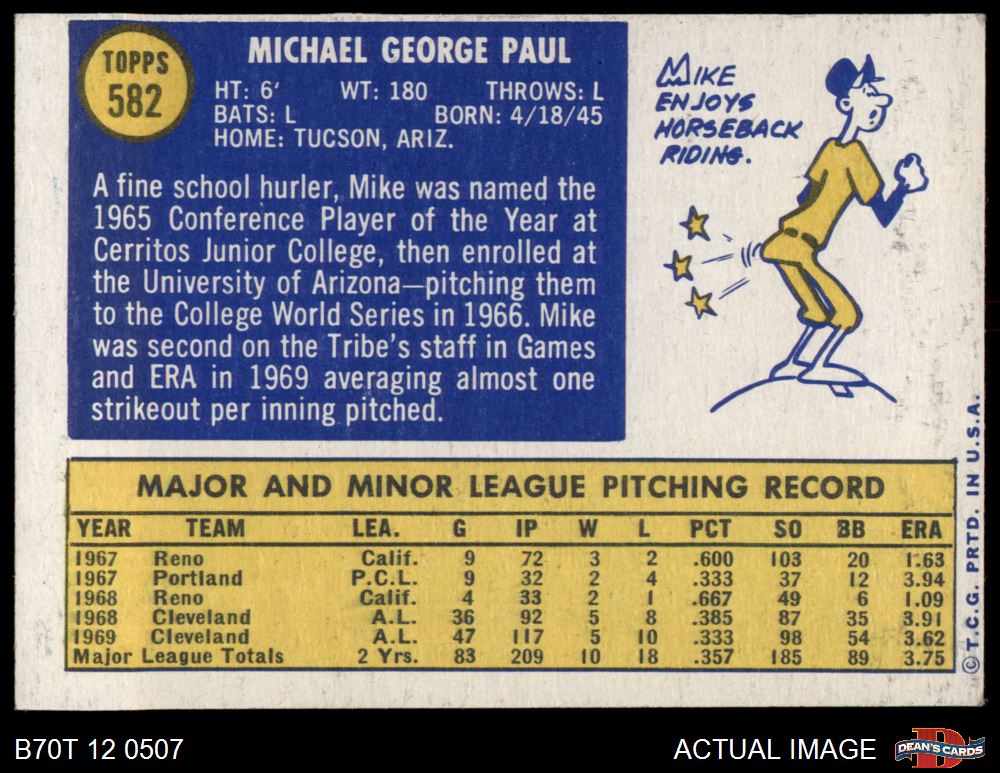 TOPPS
582
MICHAEL GEORGE PAUL
HT: 6' WT: 180 THROWS: L
BATS: L BORN: 4/18/45
HOME: TUCSON, ARIZ.
A fine school hurler, Mike was named the
1965 Conference Player of the Year at
Cerritos Junior College, then enrolled at
the University of Arizona—pitching them
to the College World Series in 1966. Mike
was second on the Tribe's staff in Games
and ERA in 1969 averaging almost one
strikeout per inning pitched.
MIKE
ENJOYS
HORSEBACK
RIDING.
MAJOR AND MINOR LEAGUE PITCHING RECORD
YEAR TEAM LEA. G IP W L PCT SO BB ERA
1967 Reno Calif. 9 72 3 2 .600 103 20 1.63
1967 Portland P.C.L. 9 32 2 4 .333 37 12 3.94
1968 Reno Calif. 4 33 2 1 .667 49 6 1.09
1968 Cleveland A.L. 36 92 5 8 .385 87 35 3.91
1969 Cleveland A.L. 47 117 5 10 .333 98 54 3.62
Major League Totals 2 Yrs. 83 209 10 18 .357 185 89 3.75
© T.C.G. PRTD. IN U.S.A.
B70T 12 0507
ACTUAL IMAGE
D
DEAN'S CARDS